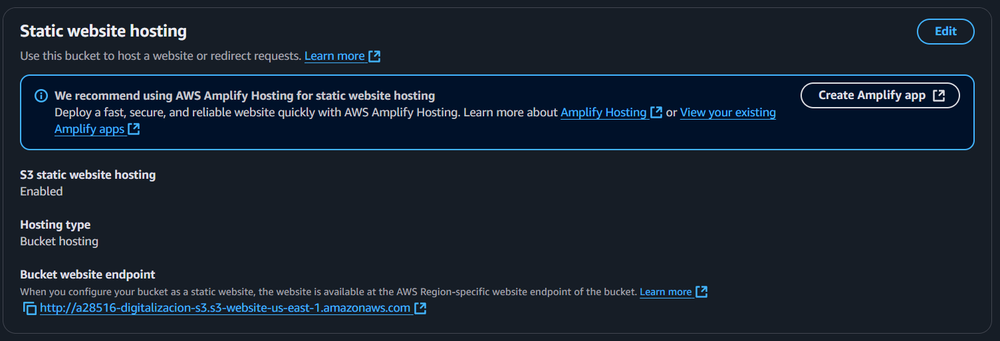 Static website hosting
Edit
Use this bucket to host a website or redirect requests. Learn more
We recommend using AWS Amplify Hosting for static website hosting
Create Amplify app
Deploy a fast, secure, and reliable website quickly with AWS Amplify Hosting. Learn more about Amplify Hosting or View your existing
Amplify apps
S3 static website hosting
Enabled
Hosting type
Bucket hosting
Bucket website endpoint
When you configure your bucket as a static website, the website is available at the AWS Region-specific website endpoint of the bucket. Learn more
http://a28516-digitalizacion-s3.s3-website-us-east-1.amazonaws.com